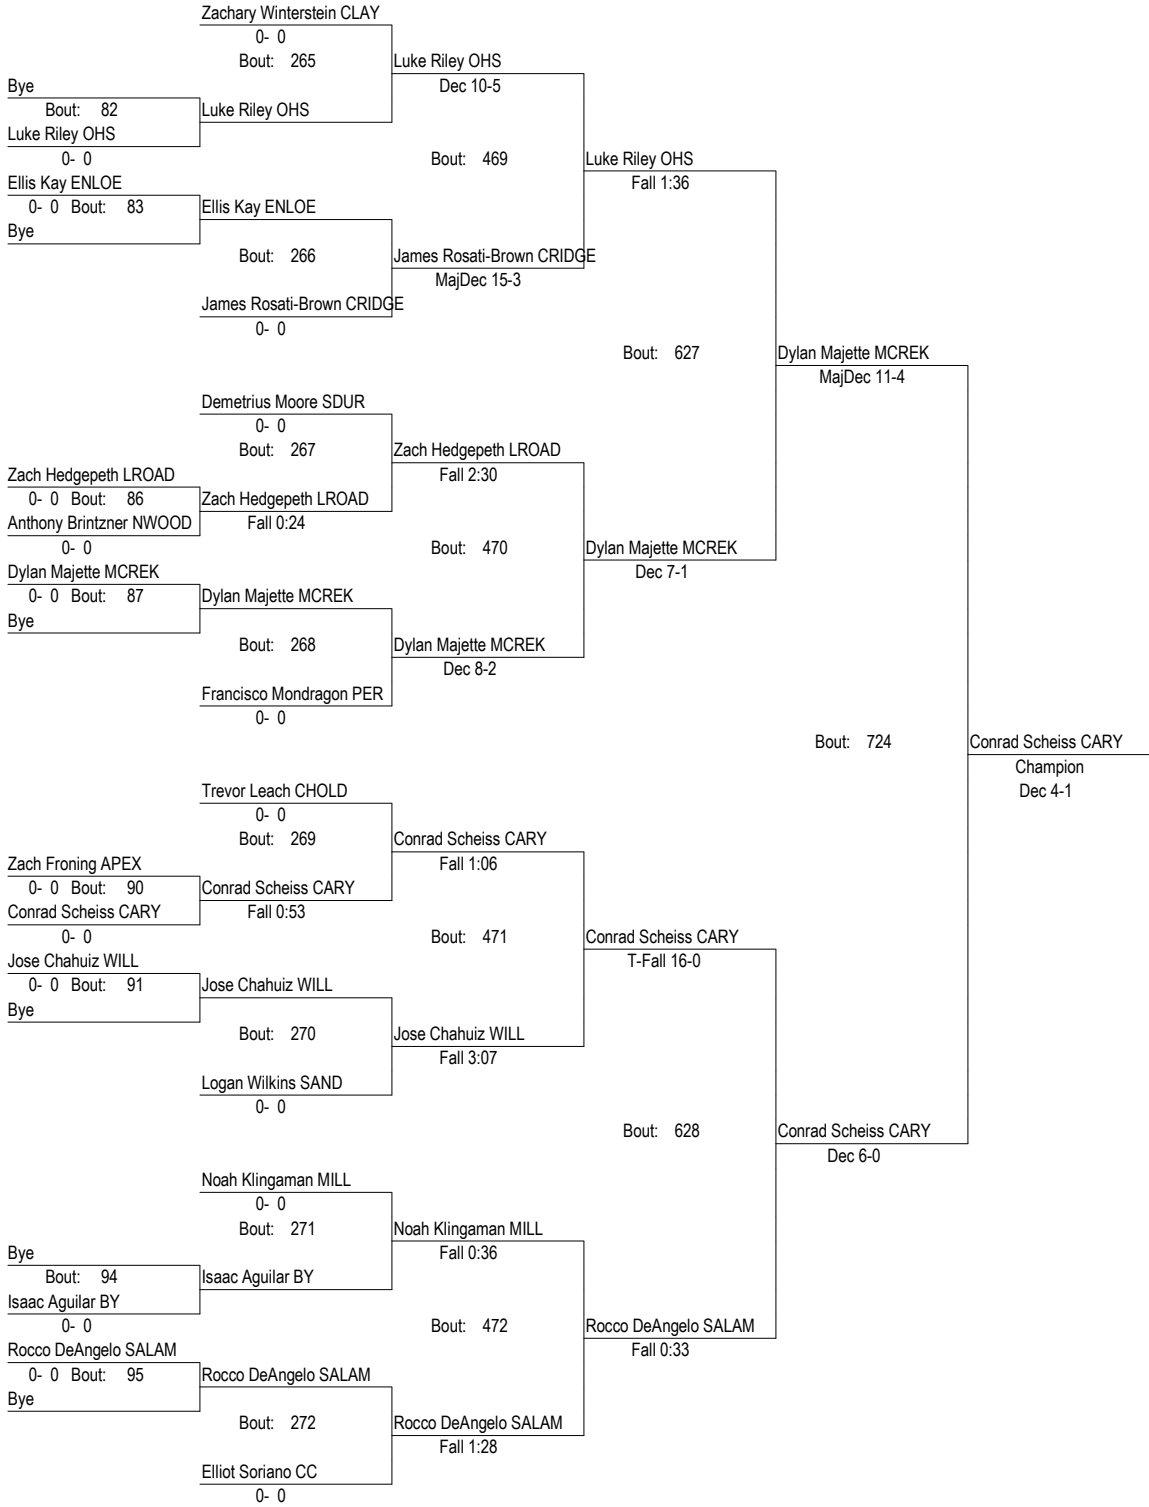 Zachary Winterstein CLAY
0- 0
Bout: 265
Luke Riley OHS
Bye
Dec 10-5
Bout: 82
Luke Riley OHS
Luke Riley OHS
0- 0
Bout: 469
Luke Riley OHS
Ellis Kay ENLOE
Fall 1:36
0- 0 Bout: 83
Ellis Kay ENLOE
Bye
Bout: 266
James Rosati-Brown CRIDGE
MajDec 15-3
James Rosati-Brown CRIDGE
0- 0
Bout: 627
Dylan Majette MCREK
MajDec 11-4
Demetrius Moore SDUR
0- 0
Bout: 267
Zach Hedgepeth LROAD
Zach Hedgepeth LROAD
Fall 2:30
0- 0 Bout: 86
Zach Hedgepeth LROAD
Anthony Brintzner NWOOD
Fall 0:24
0- 0
Bout: 470
Dylan Majette MCREK
Dylan Majette MCREK
Dec 7-1
0- 0 Bout: 87
Dylan Majette MCREK
Bye
Bout: 268
Dylan Majette MCREK
Dec 8-2
Francisco Mondragon PER
0- 0
Bout: 724
Conrad Scheiss CARY
Champion
Dec 4-1
Trevor Leach CHOLD
0- 0
Bout: 269
Conrad Scheiss CARY
Zach Froning APEX
Fall 1:06
0- 0 Bout: 90
Conrad Scheiss CARY
Conrad Scheiss CARY
Fall 0:53
0- 0
Bout: 471
Conrad Scheiss CARY
Jose Chahuiz WILL
T-Fall 16-0
0- 0 Bout: 91
Jose Chahuiz WILL
Bye
Bout: 270
Jose Chahuiz WILL
Fall 3:07
Logan Wilkins SAND
0- 0
Bout: 628
Conrad Scheiss CARY
Dec 6-0
Noah Klingaman MILL
0- 0
Bout: 271
Noah Klingaman MILL
Bye
Fall 0:36
Bout: 94
Isaac Aguilar BY
Isaac Aguilar BY
0- 0
Bout: 472
Rocco DeAngelo SALAM
Rocco DeAngelo SALAM
Fall 0:33
0- 0 Bout: 95
Rocco DeAngelo SALAM
Bye
Bout: 272
Rocco DeAngelo SALAM
Fall 1:28
Elliot Soriano CC
0- 0